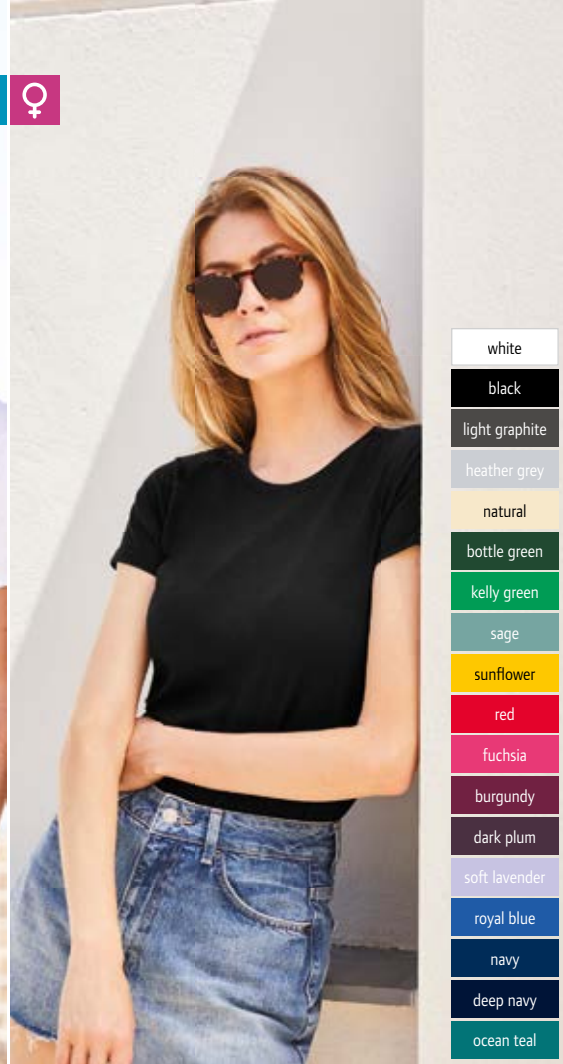 white
black
light graphite
heather grey
natural
bottle green
kelly green
sage
sunflower
red
fuchsia
burgundy
dark plum
soft lavender
royal blue
navy
deep navy
ocean teal